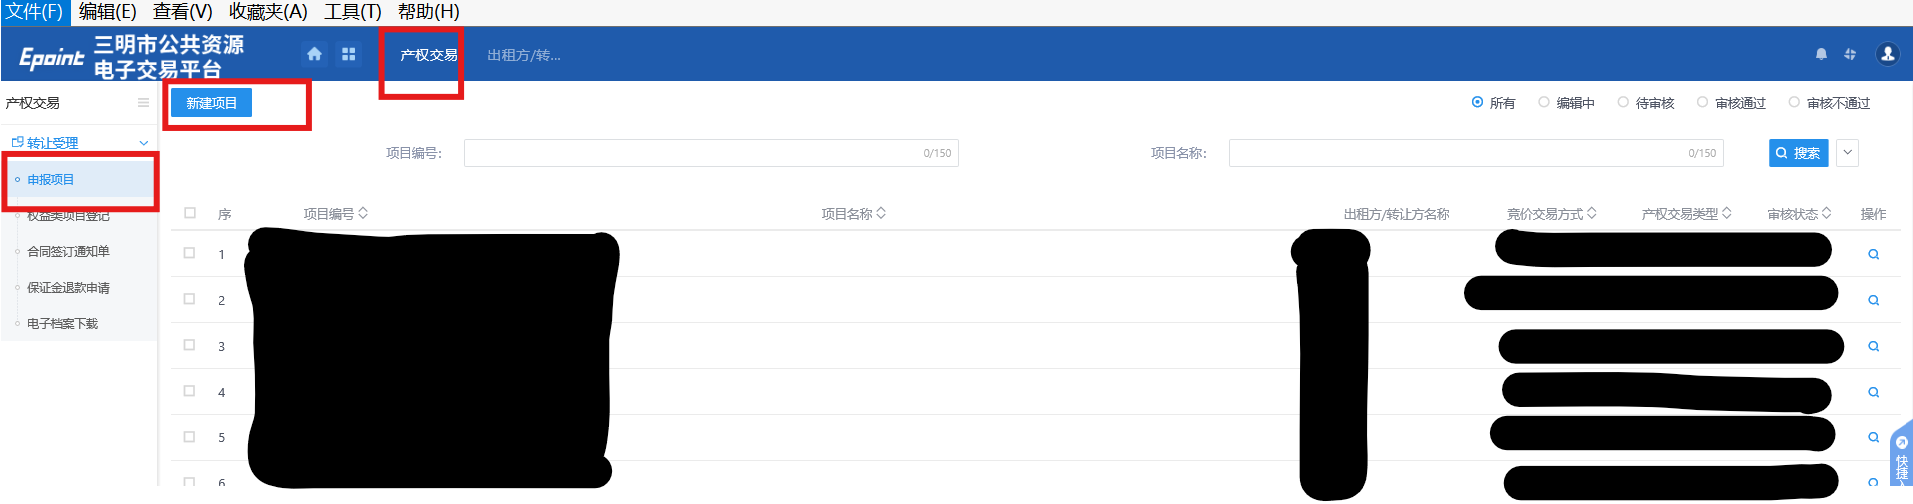 文件(F) 编辑(E) 查看(V) 收藏夹(A) 工具(T) 帮助(H)
Epoint 三明市公共资源
电子交易平台
产权交易 出租方/转...
产权交易
新建项目
所有 编辑中 待审核 审核通过 审核不通过
转让受理
项目编号: 0/150 项目名称: 0/150 搜索
申报项目
权益类项目登记
合同签订通知单
保证金退款申请
电子档案下载
序 项目编号 项目名称 出租方/转让方名称 竞价交易方式 产权交易类型 审核状态 操作
1
2
3
4
5
6
快捷